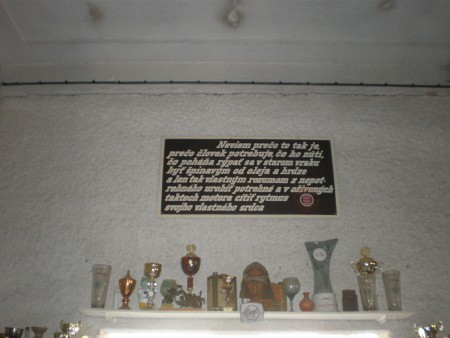 Neviem prečo to tak je,
prečo človek potrebuje, čo ho núti,
čo poháňa rýpať sa v starom vraku
byť špinavým od oleja a hrdze
a len tak vlastným rozumom z nepot-
rebného urobiť potrebné a v oživených
taktoch motora cítiť rytmus
svojho vlastného srdca